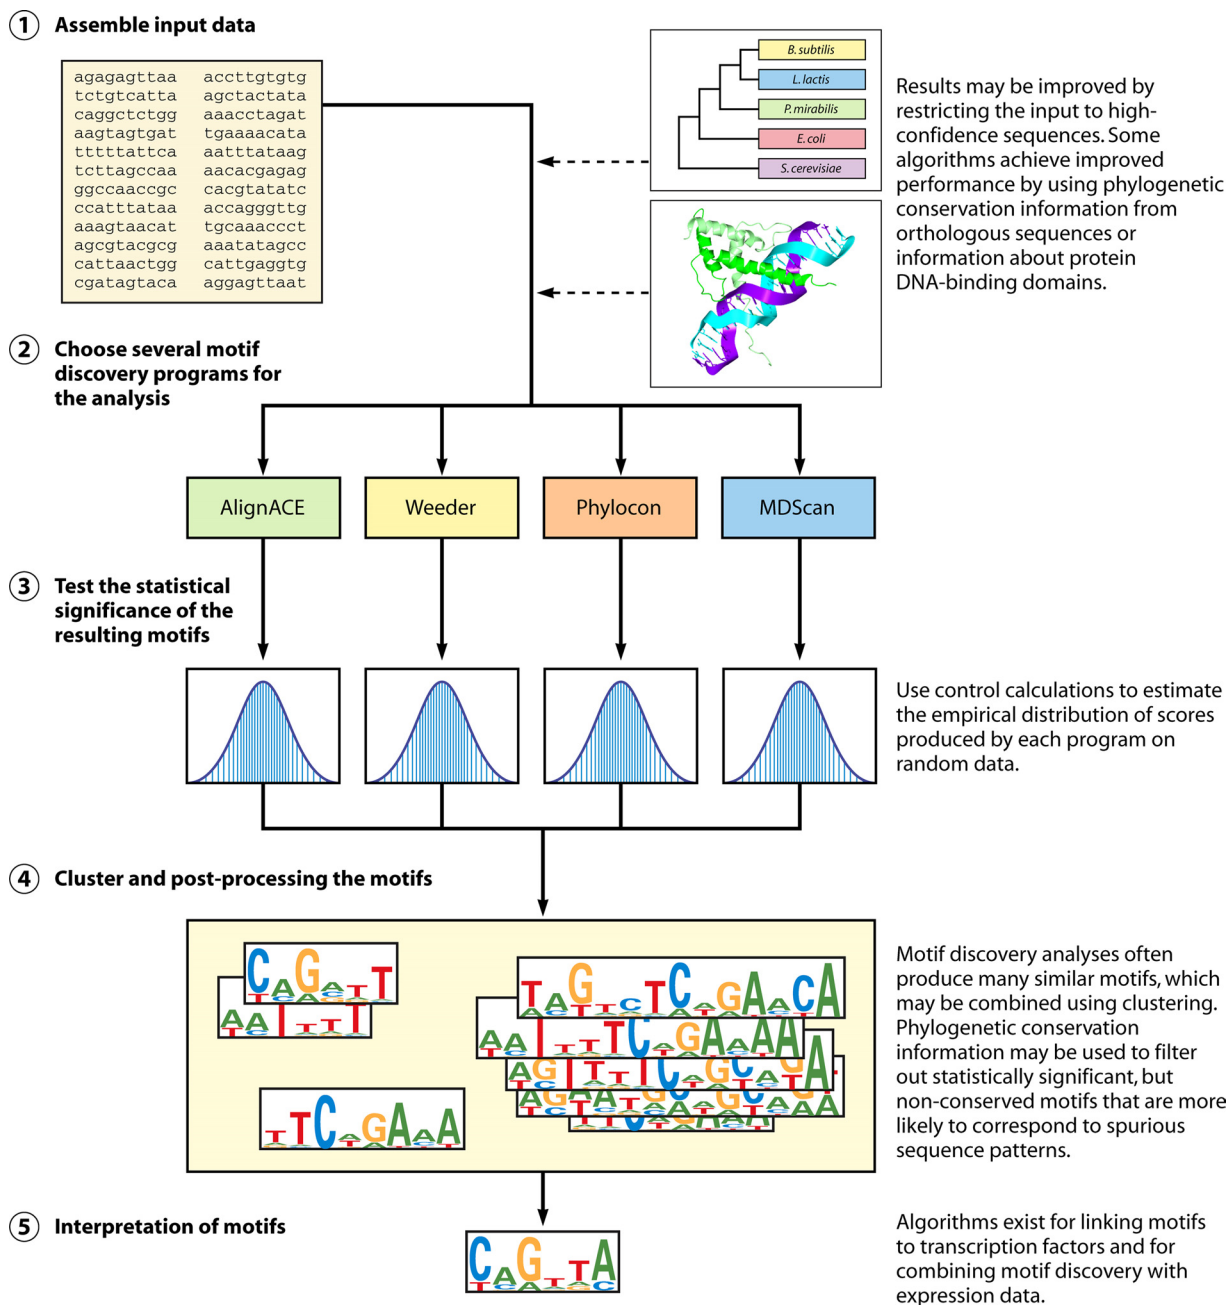 1 Assemble input data
agagagttaa accttgtgtg
tctgtcatta agctactata
caggctctgg aaacctagat
aagtagtgat tgaaaacata
tttttattca aatttataag
tcttagccaa aacacgagag
ggccaaccgc cacgtatatc
ccatttataa accagggttg
aaagtaacat tgcaaaccct
agcgtacgcg aaatatagcc
cattaactgg cattgaggtg
cgatagtaca aggagttaat
B. subtilis
L. lactis
P. mirabilis
E. coli
S. cerevisiae
Results may be improved by
restricting the input to high-
confidence sequences. Some
algorithms achieve improved
performance by using phylogenetic
conservation information from
orthologous sequences or
information about protein
DNA-binding domains.
2 Choose several motif
discovery programs for
the analysis
AlignACE
Weeder
Phylocon
MDScan
3 Test the statistical
significance of the
resulting motifs
Use control calculations to estimate
the empirical distribution of scores
produced by each program on
random data.
4 Cluster and post-processing the motifs
Motif discovery analyses often
produce many similar motifs, which
may be combined using clustering.
Phylogenetic conservation
information may be used to filter
out statistically significant, but
non-conserved motifs that are more
likely to correspond to spurious
sequence patterns.
5 Interpretation of motifs
Algorithms exist for linking motifs
to transcription factors and for
combining motif discovery with
expression data.